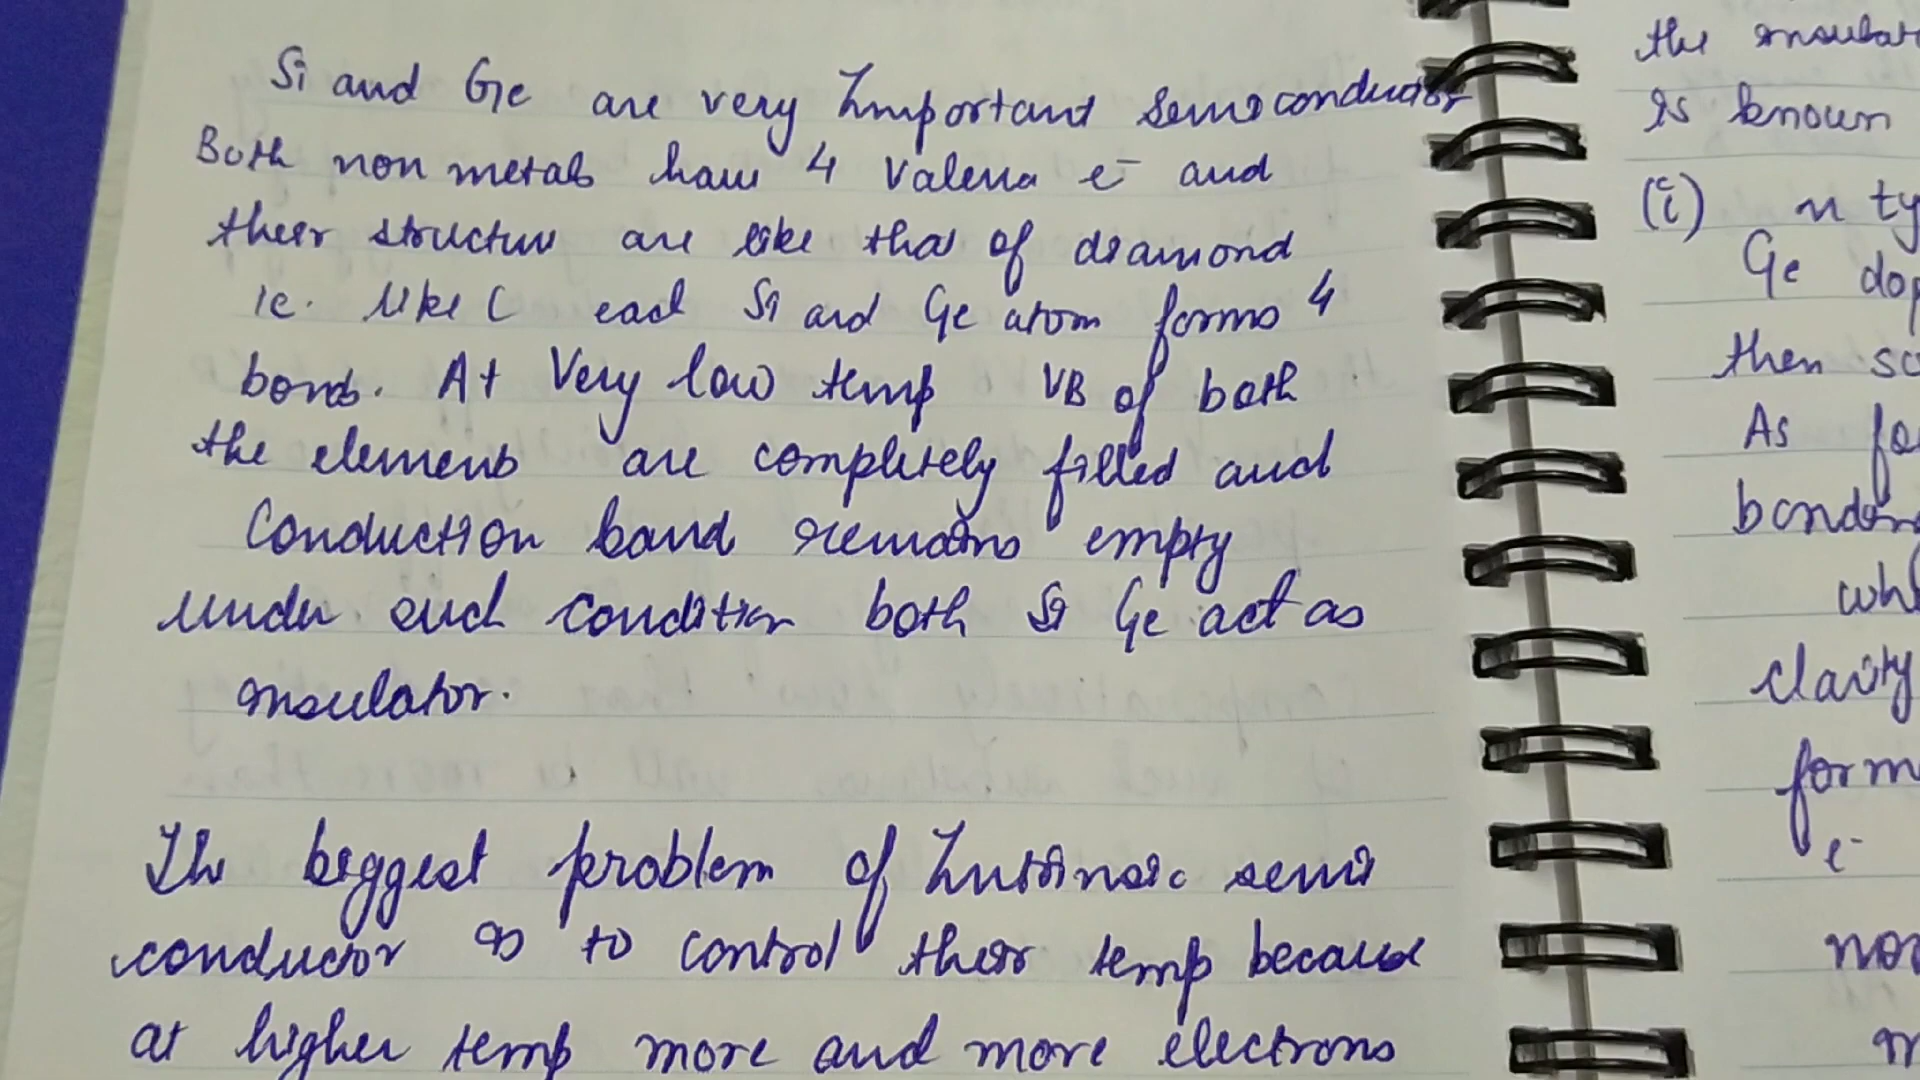 Si and Ge are very Important Semiconductor
Both non metals have 4 Valence e⁻ and
their structure are like that of diamond
ie. like C each Si and Ge atom forms 4
bonds. At Very low temp VB of both
the elements are completely filled and
Conduction band remains empty
under such condition both Si Ge act as
insulator.
The biggest problem of Intrinsic semi
conductor is to control their temp because
at higher temp more and more electrons
the
is known
(i) n ty
Ge dop
then
As
clarity
form
e⁻